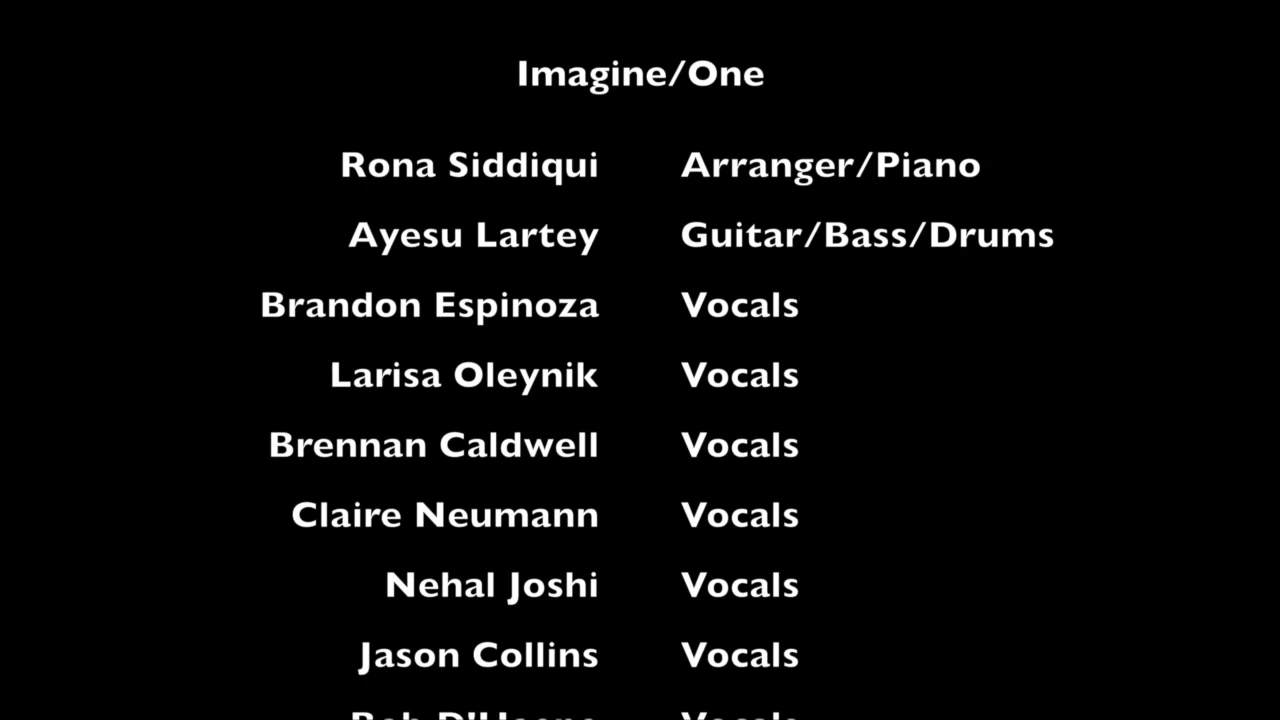 Imagine/One
Rona Siddiqui Arranger/Piano
Ayesu Lartey Guitar/Bass/Drums
Brandon Espinoza Vocals
Larisa Oleynik Vocals
Brennan Caldwell Vocals
Claire Neumann Vocals
Nehal Joshi Vocals
Jason Collins Vocals
Vocals